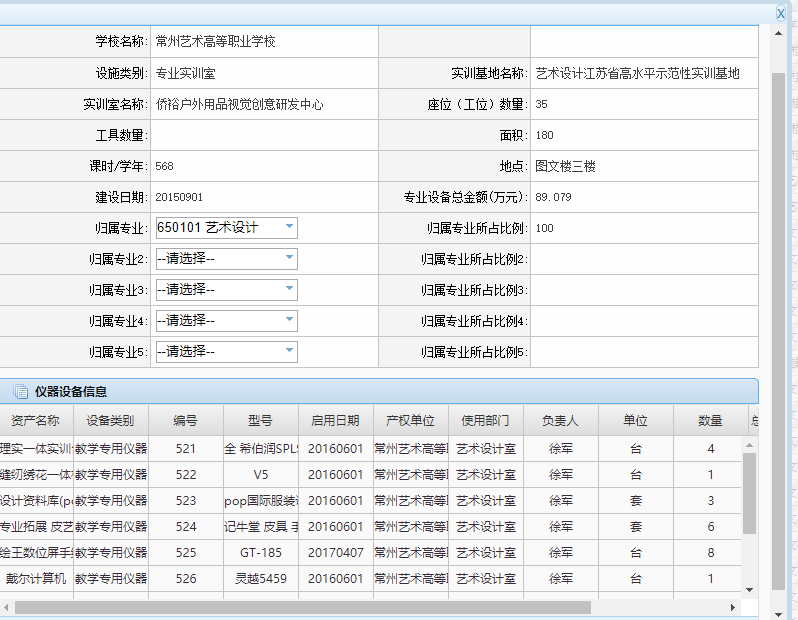 X
学校名称: 常州艺术高等职业学校
设施类别: 专业实训室 实训基地名称: 艺术设计江苏省高水平示范性实训基地
实训室名称: 侨裕户外用品视觉创意研发中心 座位（工位）数量: 35
工具数量: 面积: 180
课时/学年: 568 地点: 图文楼三楼
建设日期: 20150901 专业设备总金额(万元): 89.079
归属专业: 650101 艺术设计 归属专业所占比例: 100
归属专业2: --请选择-- 归属专业所占比例2:
归属专业3: --请选择-- 归属专业所占比例3:
归属专业4: --请选择-- 归属专业所占比例4:
归属专业5: --请选择-- 归属专业所占比例5:
仪器设备信息
资产名称 设备类别 编号 型号 启用日期 产权单位 使用部门 负责人 单位 数量
理实一体实训 教学专用仪器 521 全 希伯润SPL 20160601 常州艺术高等 艺术设计室 徐军 台 4
缝纫绣花一体 教学专用仪器 522 V5 20160601 常州艺术高等 艺术设计室 徐军 台 1
设计资料库(p 教学专用仪器 523 pop国际服装 20160601 常州艺术高等 艺术设计室 徐军 套 3
专业拓展 皮艺 教学专用仪器 524 记牛堂 皮具 手 20160601 常州艺术高等 艺术设计室 徐军 套 6
绘王数位屏手 教学专用仪器 525 GT-185 20170407 常州艺术高等 艺术设计室 徐军 台 8
戴尔计算机 教学专用仪器 526 灵越5459 20160601 常州艺术高等 艺术设计室 徐军 台 1